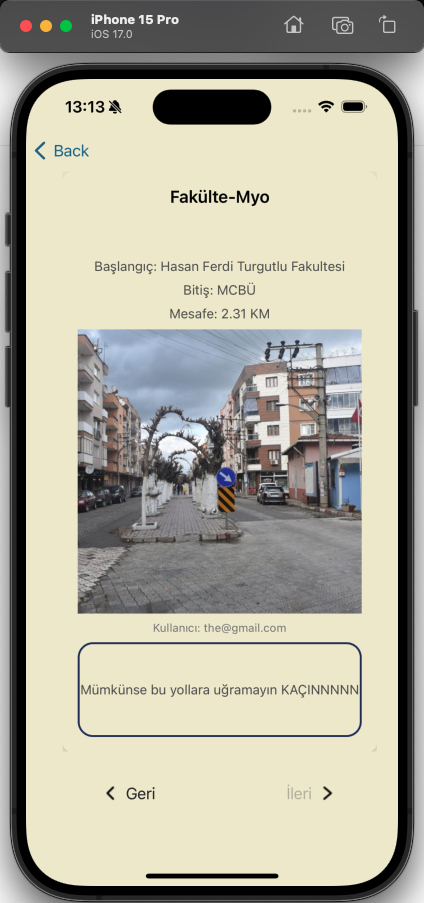 iPhone 15 Pro
iOS 17.0
13:13
Back
Fakülte-Myo
Başlangıç: Hasan Ferdi Turgutlu Fakultesi
Bitiş: MCBÜ
Mesafe: 2.31 KM
Kullanıcı: the@gmail.com
Mümkünse bu yollara uğramayın KAÇINNNNN
Geri
İleri